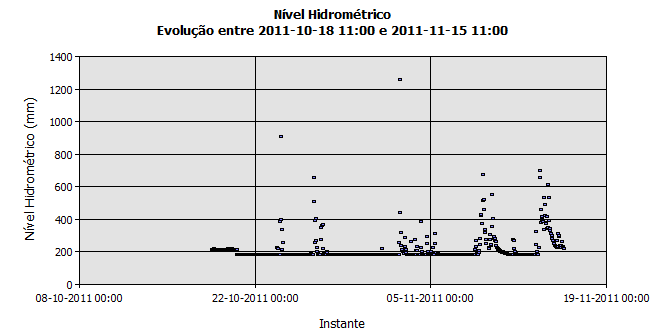 Nível Hidrométrico
Evolução entre 2011-10-18 11:00 e 2011-11-15 11:00
1400
1200
1000
800
600
400
200
0
Nível Hidrométrico (mm)
08-10-2011 00:00 22-10-2011 00:00 05-11-2011 00:00 19-11-2011 00:00
Instante